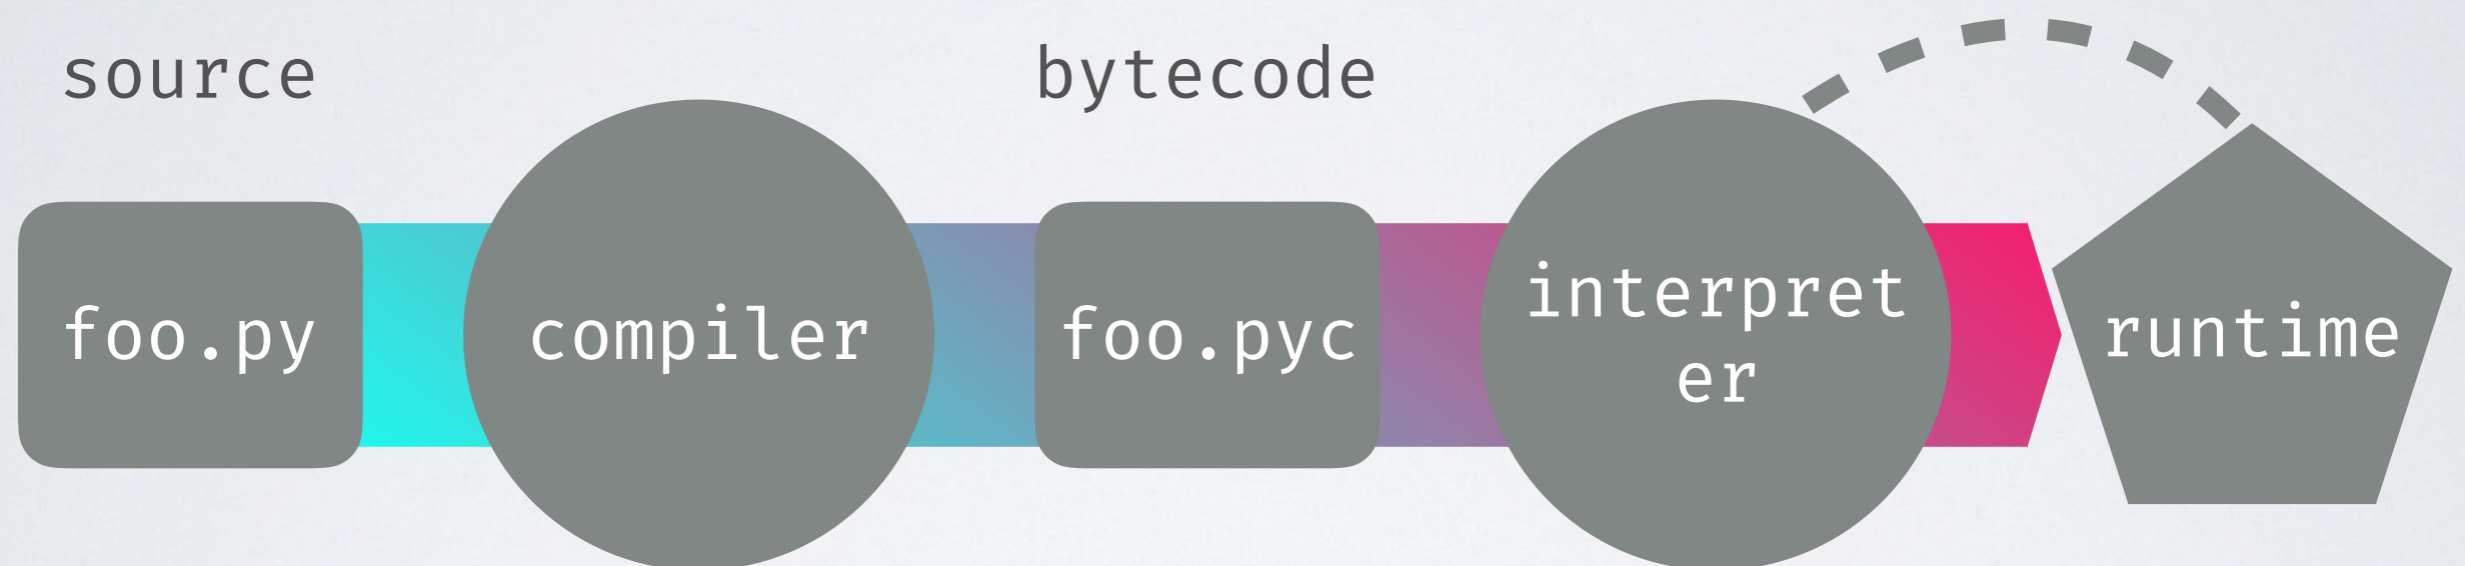 source
bytecode
foo.py
compiler
foo.pyc
interpret
er
runtime